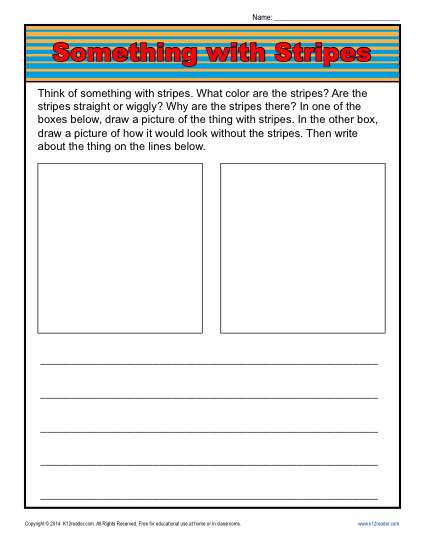 Name:
Something with Stripes
Think of something with stripes. What color are the stripes? Are the
stripes straight or wiggly? Why are the stripes there? In one of the
boxes below, draw a picture of the thing with stripes. In the other box,
draw a picture of how it would look without the stripes. Then write
about the thing on the lines below.
Copyright © 2014 K12reader.com. All Rights Reserved. Free for educational use at home or in classrooms. www.k12reader.com